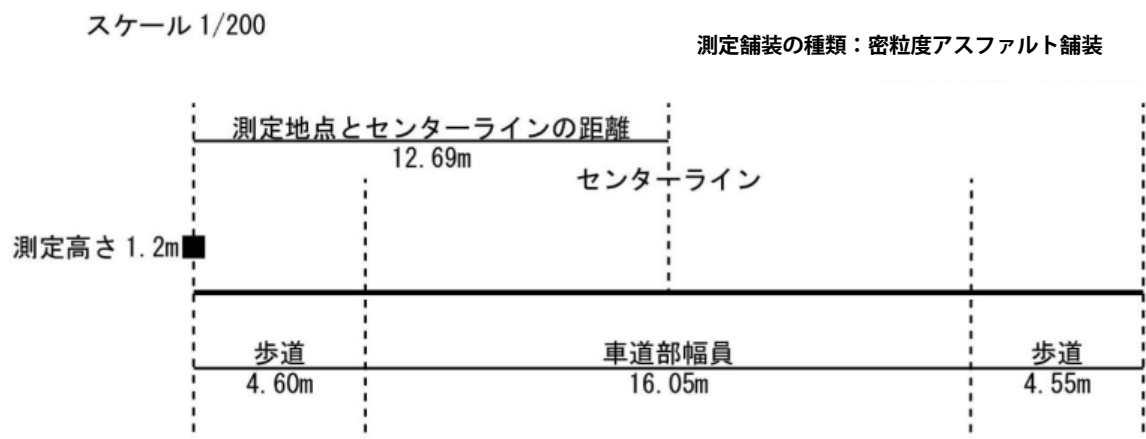 スケール 1/200
測定舗装の種類：密粒度アスファルト舗装
測定地点とセンターラインの距離
12.69m
センターライン
測定高さ 1.2m
歩道
4.60m
車道部幅員
16.05m
歩道
4.55m